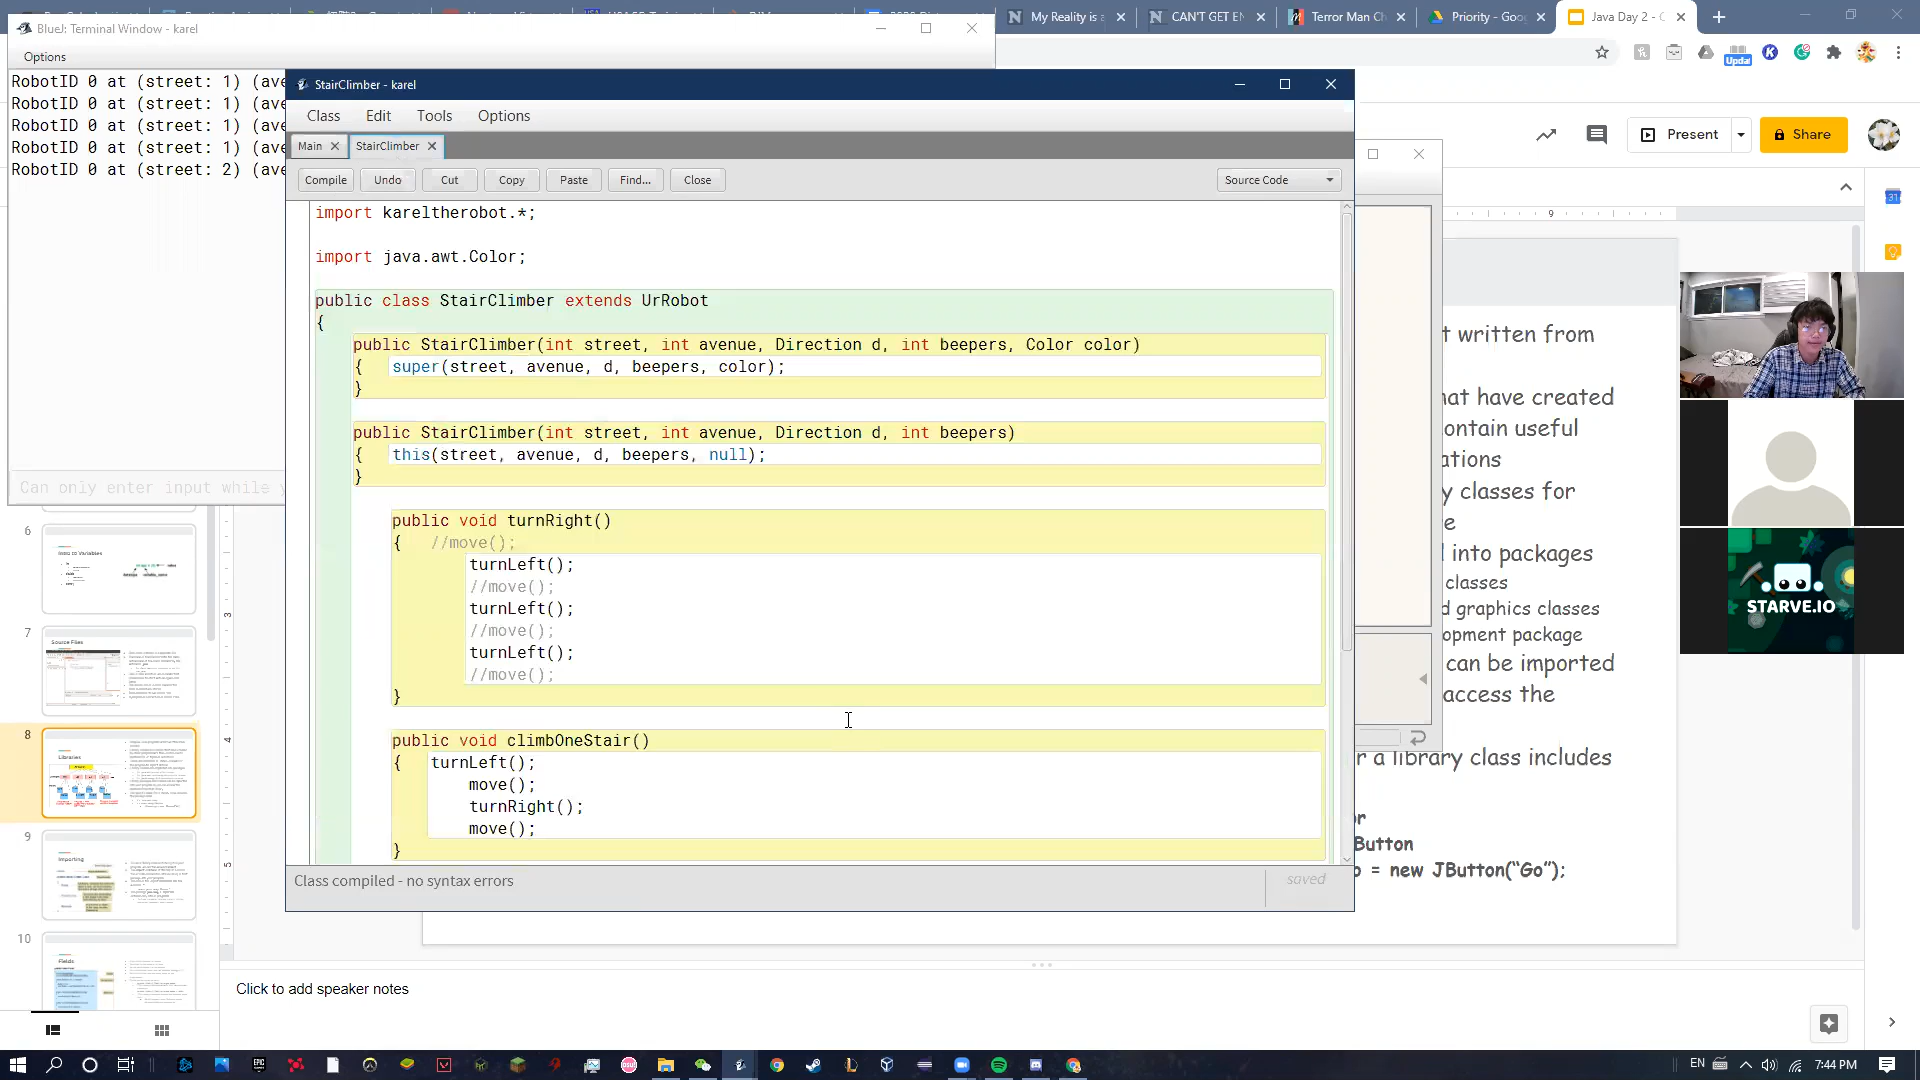 BlueJ: Terminal Window - karel
Options
RobotID 0 at (street: 1) (ave
RobotID 0 at (street: 1) (ave
RobotID 0 at (street: 1) (ave
RobotID 0 at (street: 1) (ave
RobotID 0 at (street: 2) (ave
Can only enter input while y
My Reality is a
CAN'T GET EN
Terror Man Ch
Priority - Goog
Java Day 2 - G
Updat
Present
Share
StairClimber - karel
Class Edit Tools Options
Main StairClimber
Compile Undo Cut Copy Paste Find... Close Source Code
import kareltherobot.*;
import java.awt.Color;
public class StairClimber extends UrRobot
{
public StairClimber(int street, int avenue, Direction d, int beepers, Color color)
{ super(street, avenue, d, beepers, color);
}
public StairClimber(int street, int avenue, Direction d, int beepers)
{ this(street, avenue, d, beepers, null);
}
public void turnRight()
{ //move();
turnLeft();
//move();
turnLeft();
//move();
turnLeft();
//move();
}
public void climbOneStair()
{ turnLeft();
move();
turnRight();
move();
}
Class compiled - no syntax errors
saved
9
t written from
hat have created
ontain useful
ations
y classes for
e
into packages
classes
d graphics classes
opment package
can be imported
access the
r a library class includes
or
Button
o = new JButton("Go");
STARVE.IO
6
Intro to Variables
7
Source Files
8
Libraries
9
Importing
10
Fields
3
4
5
Click to add speaker notes
EN
7:44 PM